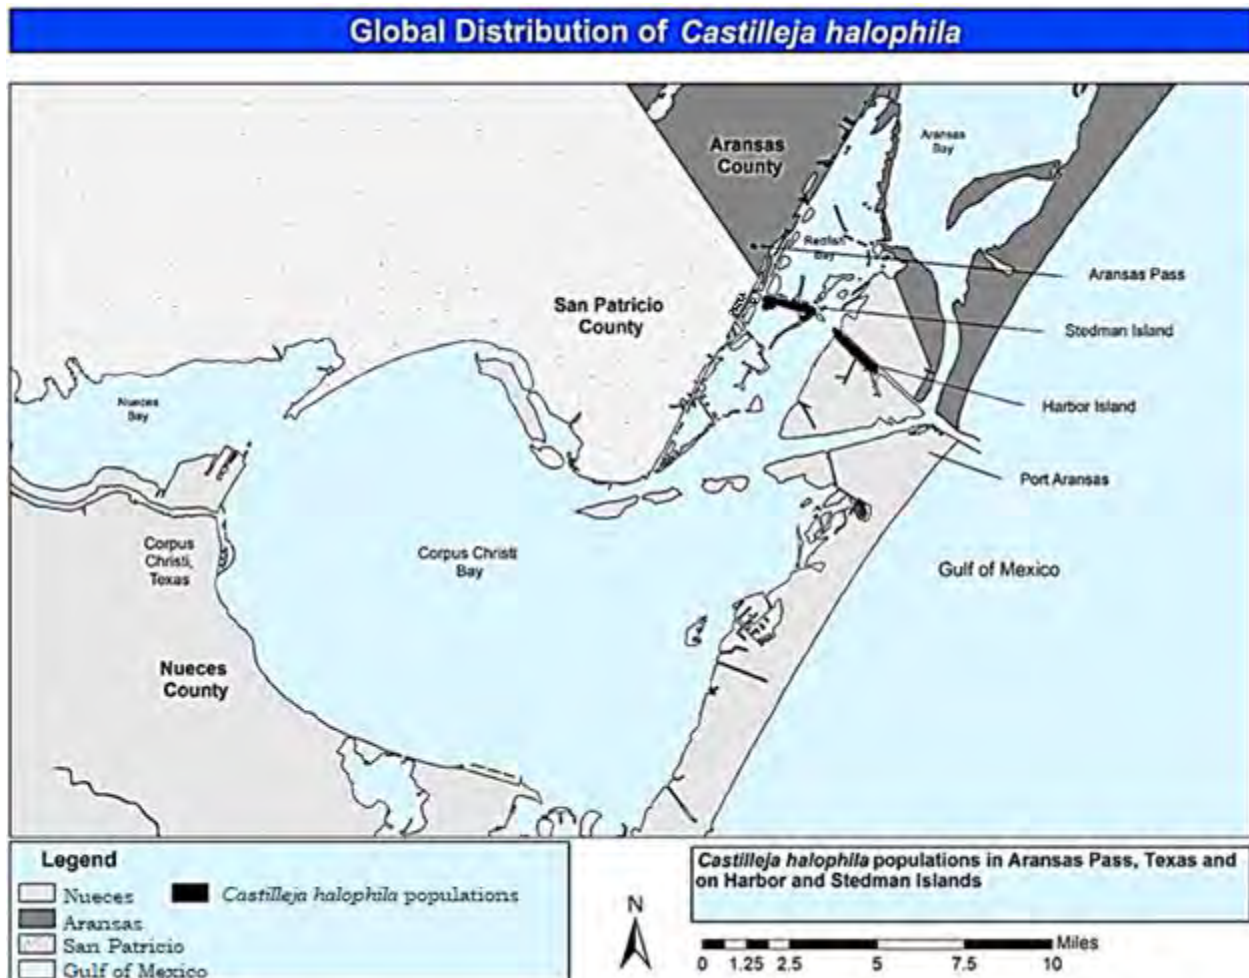 Global Distribution of Castilleja halophila
Aransas
County
Aransas
Bay
Redfish
Bay
Aransas Pass
San Patricio
County
Stedman Island
Harbor Island
Nueces
Bay
Port Aransas
Corpus
Christi,
Texas
Corpus Christi
Bay
Gulf of Mexico
Nueces
County
Legend
Nueces
Castilleja halophila populations
Aransas
San Patricio
Gulf of Mexico
N
Castilleja halophila populations in Aransas Pass, Texas and
on Harbor and Stedman Islands
Miles
0 1.25 2.5 5 7.5 10